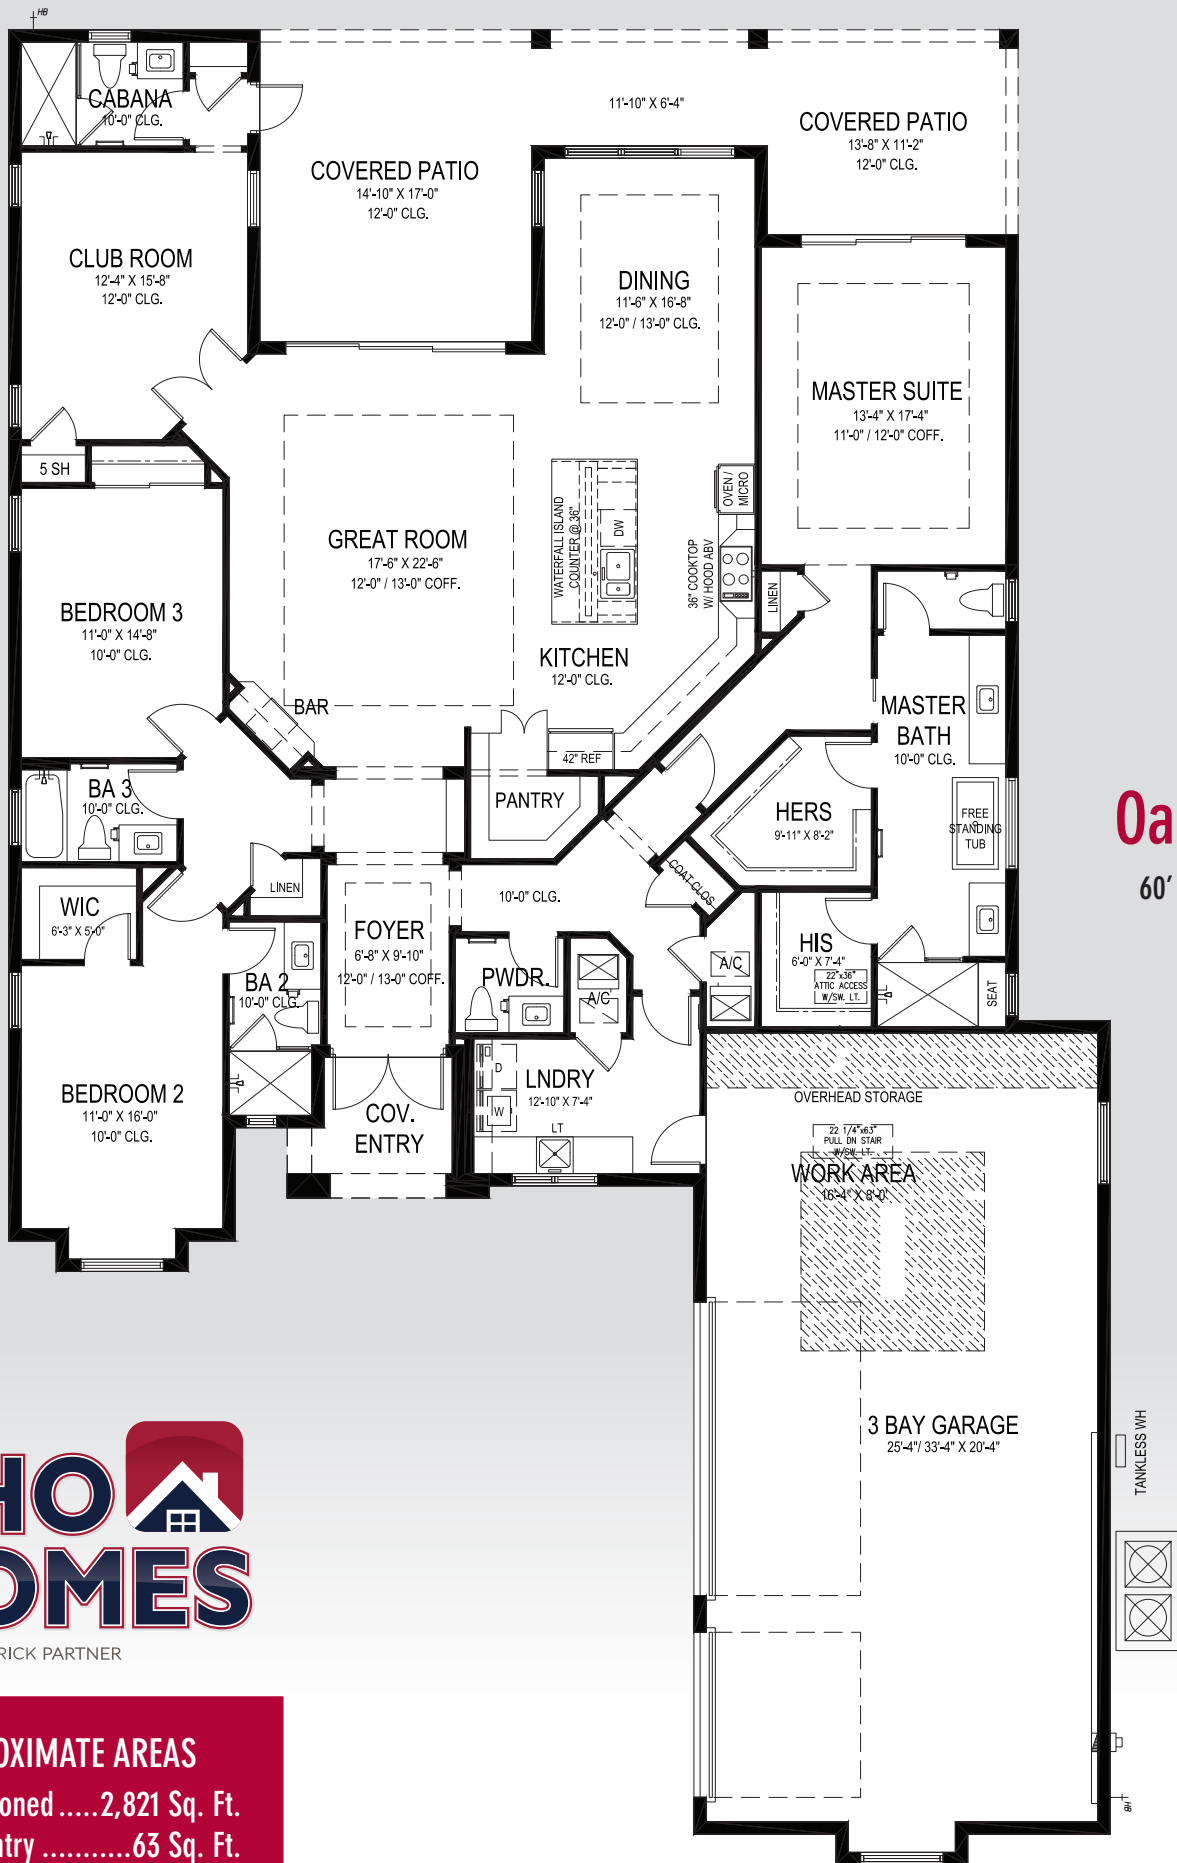 HB
CABANA
10'-0" CLG.
11'-10" X 6'-4"
COVERED PATIO
13'-8" X 11'-2"
12'-0" CLG.
COVERED PATIO
14'-10" X 17'-0"
12'-0" CLG.
CLUB ROOM
12'-4" X 15'-8"
12'-0" CLG.
DINING
11'-6" X 16'-8"
12'-0" / 13'-0" CLG.
MASTER SUITE
13'-4" X 17'-4"
11'-0" / 12'-0" COFF.
5 SH
GREAT ROOM
17'-6" X 22'-6"
12'-0" / 13'-0" COFF.
WATERFALL ISLAND
COUNTER @ 36"
DW
OVEN /
MICRO
36" COOKTOP
W/ HOOD ABV
LINEN
BEDROOM 3
11'-0" X 14'-8"
10'-0" CLG.
KITCHEN
12'-0" CLG.
BAR
42" REF
PANTRY
MASTER
BATH
10'-0" CLG.
BA 3
10'-0" CLG.
HERS
9'-11" X 8'-2"
FREE
STANDING
TUB
Oa
60'
LINEN
COAT CLOS
10'-0" CLG.
WIC
6'-3" X 5'-0"
FOYER
6'-8" X 9'-10"
12'-0" / 13'-0" COFF.
HIS
6'-0" X 7'-4"
22"x36"
ATTIC ACCESS
W/SW. LT.
SEAT
A/C
PWDR.
A/C
BA 2
10'-0" CLG.
BEDROOM 2
11'-0" X 16'-0"
10'-0" CLG.
COV.
ENTRY
D
W
LNDRY
12'-10" X 7'-4"
LT
OVERHEAD STORAGE
22 1/4"x63"
PULL DN STAIR
W/SW. LT.
WORK AREA
16'-4" X 8'-0"
3 BAY GARAGE
25'-4"/ 33'-4" X 20'-4"
TANKLESS WH
HB
HO
OMES
RICK PARTNER
OXIMATE AREAS
oned .....2,821 Sq. Ft.
ntry ...........63 Sq. Ft.